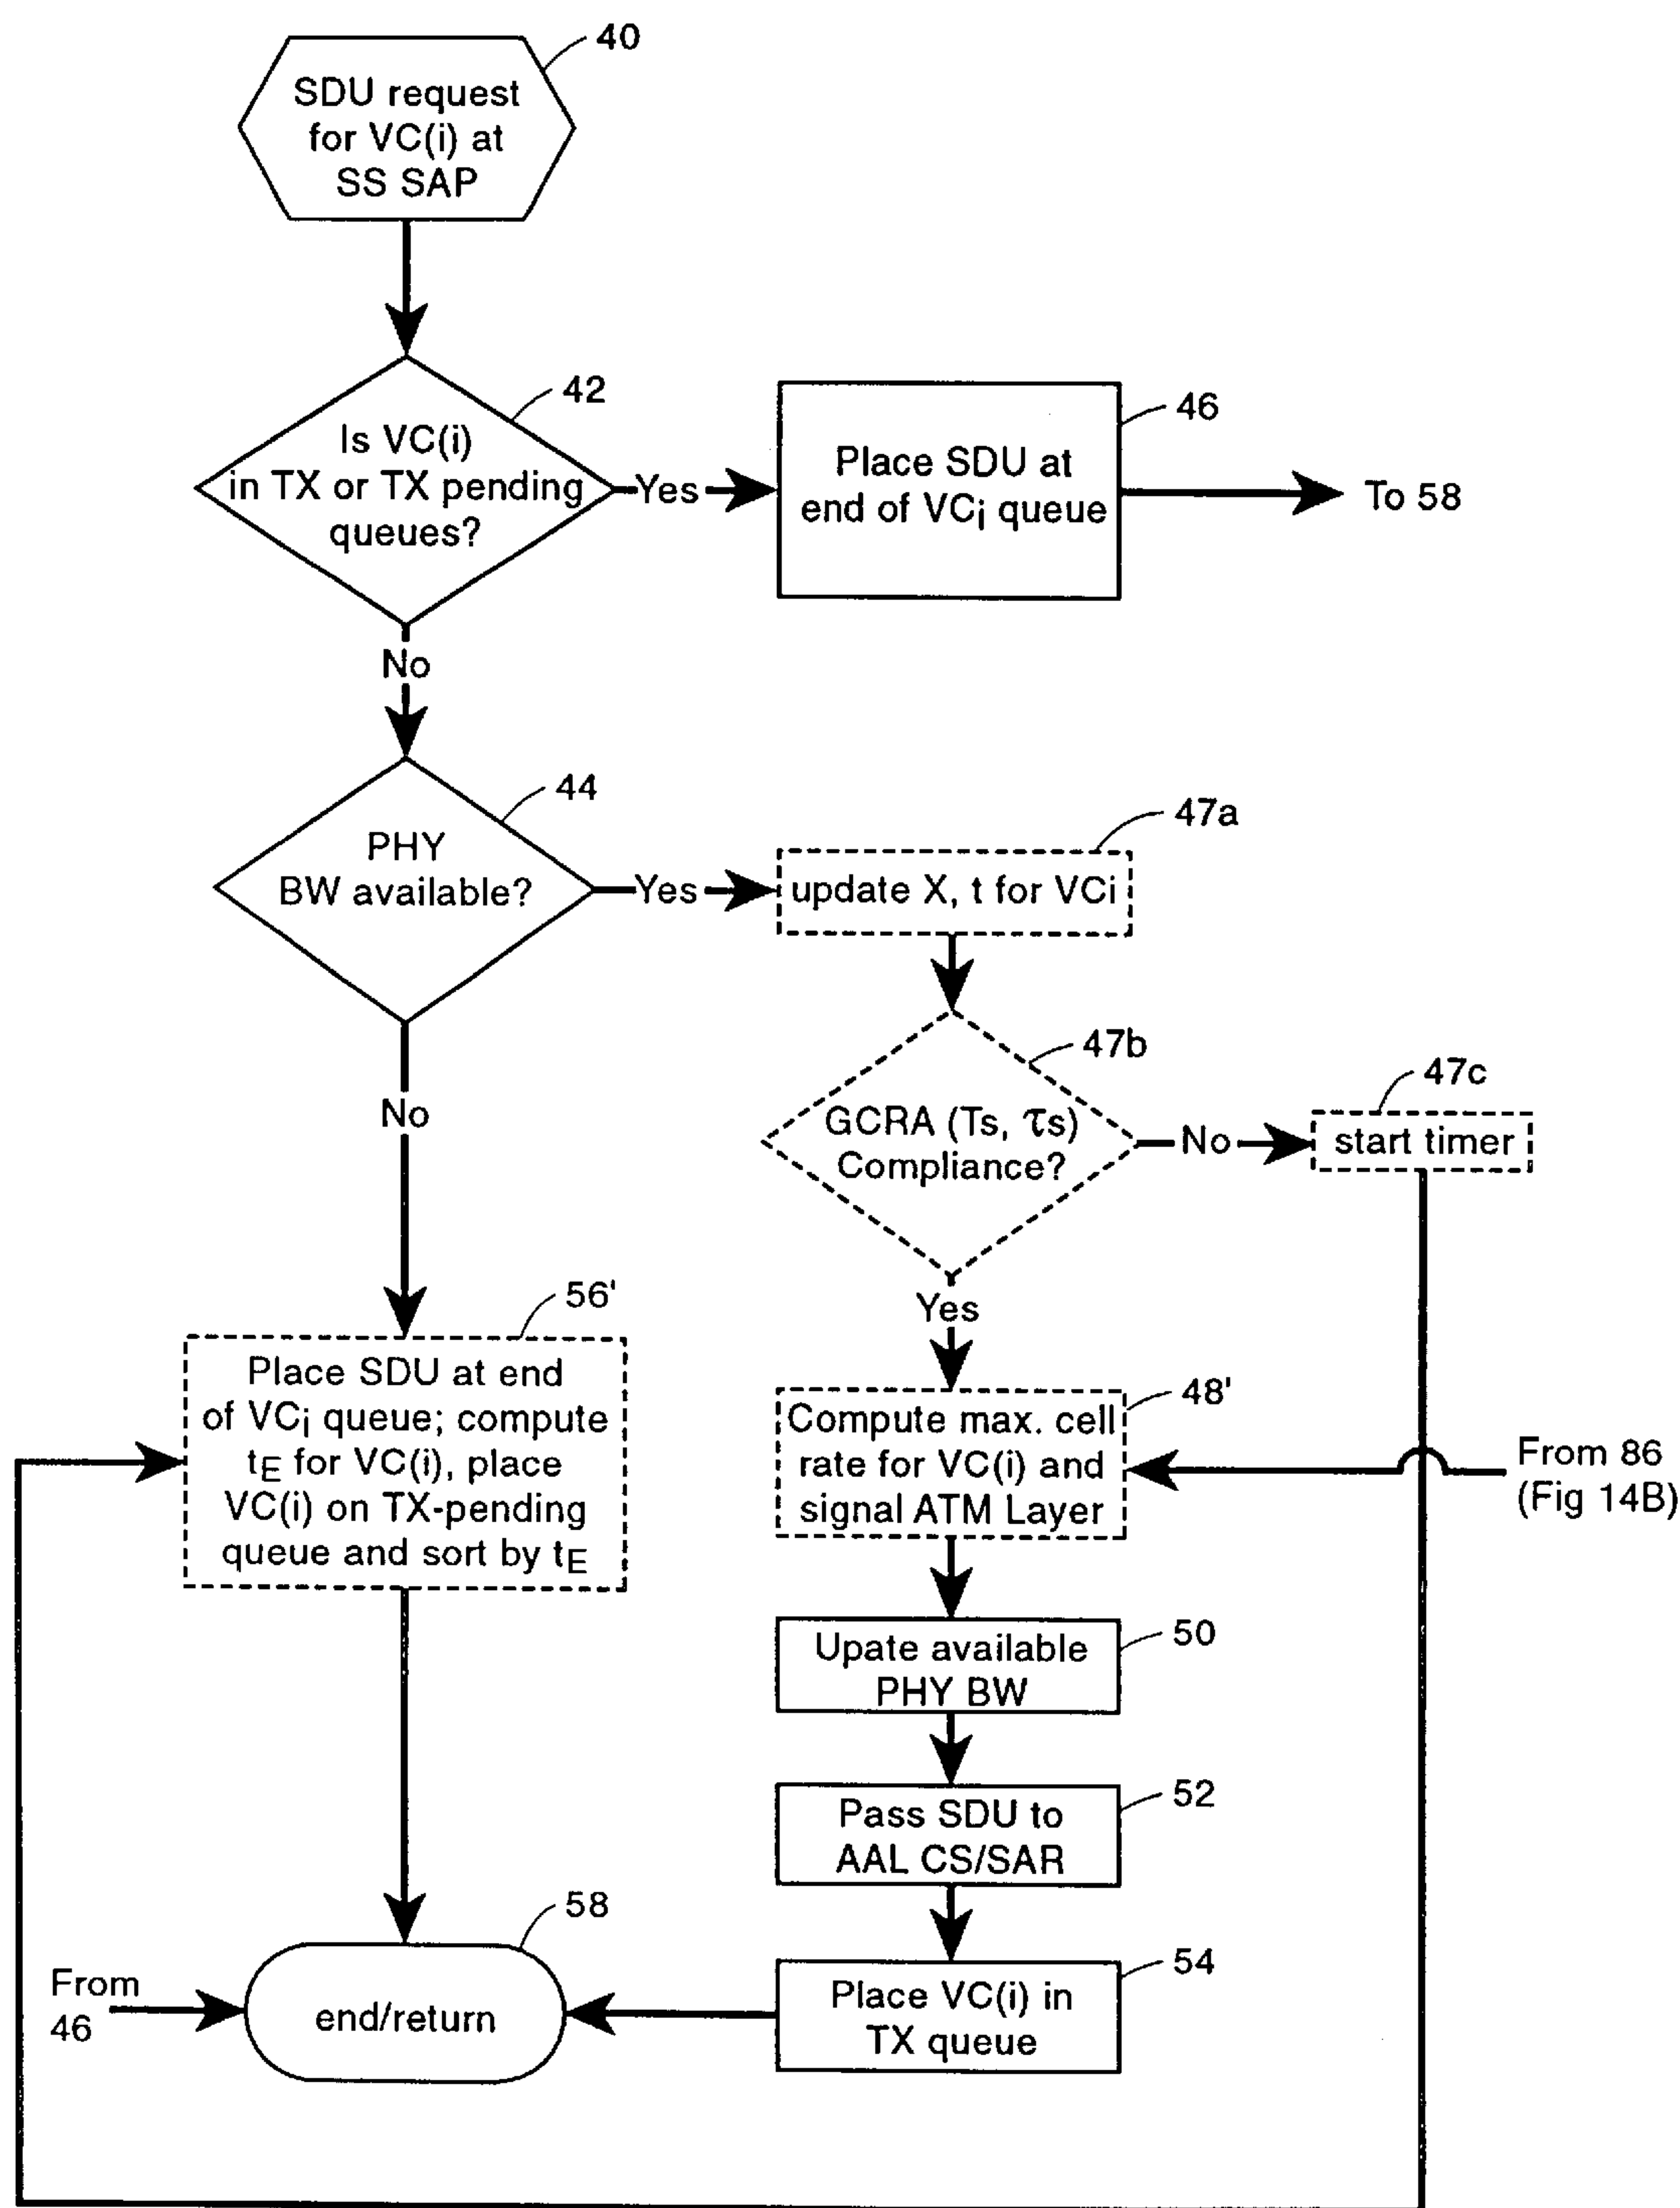 40
SDU request
for VC(i) at
SS SAP
42
Is VC(i)
in TX or TX pending
queues?
Yes
46
Place SDU at
end of VCi queue
To 58
No
44
PHY
BW available?
Yes
47a
update X, t for VCi
47b
GCRA (Ts, τs)
Compliance?
No
47c
start timer
No
Yes
56'
Place SDU at end
of VCi queue; compute
tE for VC(i), place
VC(i) on TX-pending
queue and sort by tE
48'
Compute max. cell
rate for VC(i) and
signal ATM Layer
From 86
(Fig 14B)
50
Upate available
PHY BW
52
Pass SDU to
AAL CS/SAR
54
Place VC(i) in
TX queue
58
end/return
From
46